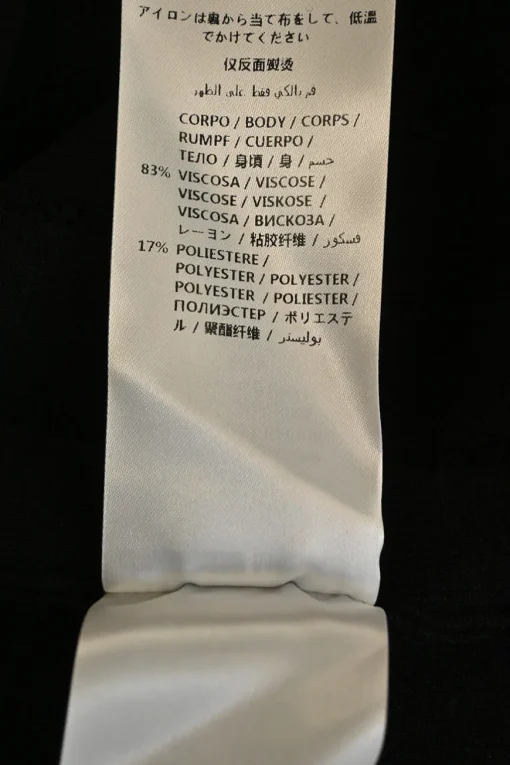 アイロンは裏から当て布をして、低温
でかけてください
仅反面熨烫
قم بالكي فقط على الظهر
CORPO / BODY / CORPS /
RUMPF / CUERPO /
ТЕЛО / 身頃 / 身 / جسم
83% VISCOSA / VISCOSE /
VISCOSE / VISKOSE /
VISCOSA / ВИСКОЗА /
レーヨン / 粘胶纤维 / فسكوز
17% POLIESTERE /
POLYESTER / POLYESTER /
POLYESTER / POLIESTER /
ПОЛИЭСТЕР / ポリエステ
ル / 聚酯纤维 / بوليستر